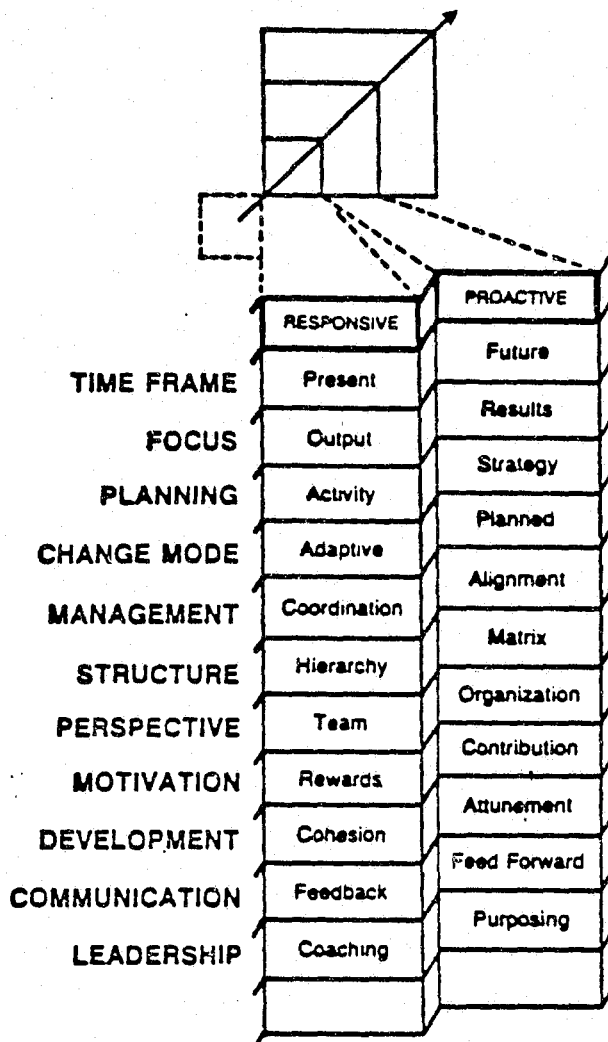 PROACTIVE
RESPONSIVE
Future
TIME FRAME Present
Results
FOCUS Output
Strategy
PLANNING Activity
Planned
CHANGE MODE Adaptive
Alignment
MANAGEMENT Coordination
Matrix
STRUCTURE Hierarchy
Organization
PERSPECTIVE Team
Contribution
MOTIVATION Rewards
Attunement
DEVELOPMENT Cohesion
Feed Forward
COMMUNICATION Feedback
Purposing
LEADERSHIP Coaching